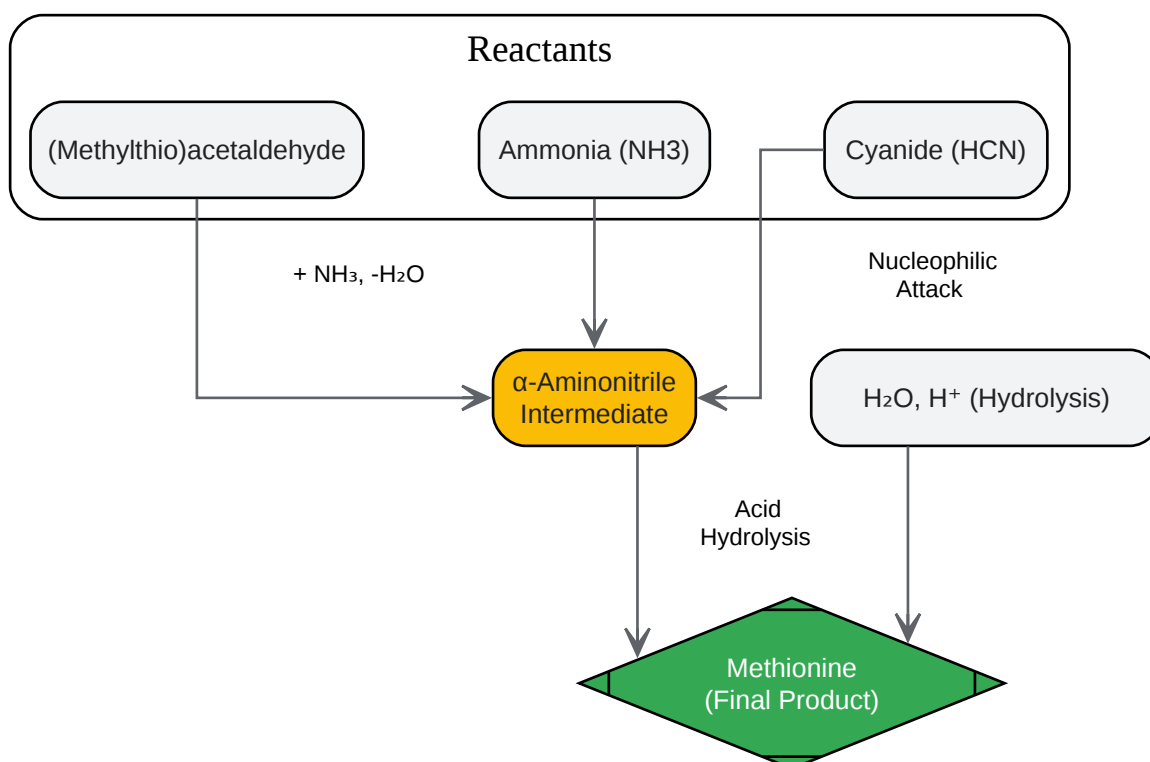 Reactants
(Methylthio)acetaldehyde
Ammonia (NH3)
Cyanide (HCN)
+ NH₃, -H₂O
Nucleophilic
Attack
α-Aminonitrile
Intermediate
H₂O, H⁺ (Hydrolysis)
Acid
Hydrolysis
Methionine
(Final Product)